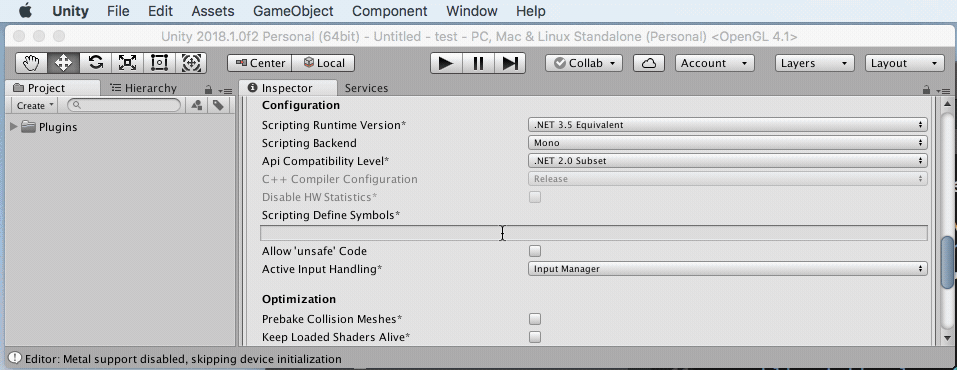 Unity File Edit Assets GameObject Component Window Help
Unity 2018.1.0f2 Personal (64bit) - Untitled - test - PC, Mac & Linux Standalone (Personal) <OpenGL 4.1>
Center Local Collab Account Layers Layout
Project Hierarchy Inspector Services
Create
Configuration
Plugins
Scripting Runtime Version* .NET 3.5 Equivalent
Scripting Backend Mono
Api Compatibility Level* .NET 2.0 Subset
C++ Compiler Configuration Release
Disable HW Statistics*
Scripting Define Symbols*
Allow 'unsafe' Code
Active Input Handling* Input Manager
Optimization
Prebake Collision Meshes*
Keep Loaded Shaders Alive*
Editor: Metal support disabled, skipping device initialization